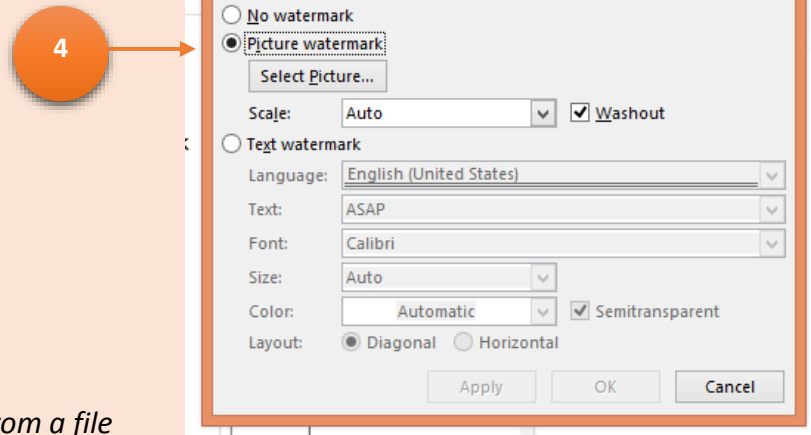 No watermark
4
Picture watermark
Select Picture...
Scale: Auto Washout
Text watermark
Language: English (United States)
Text: ASAP
Font: Calibri
Size: Auto
Color: Automatic Semitransparent
Layout: Diagonal Horizontal
Apply OK Cancel
a file